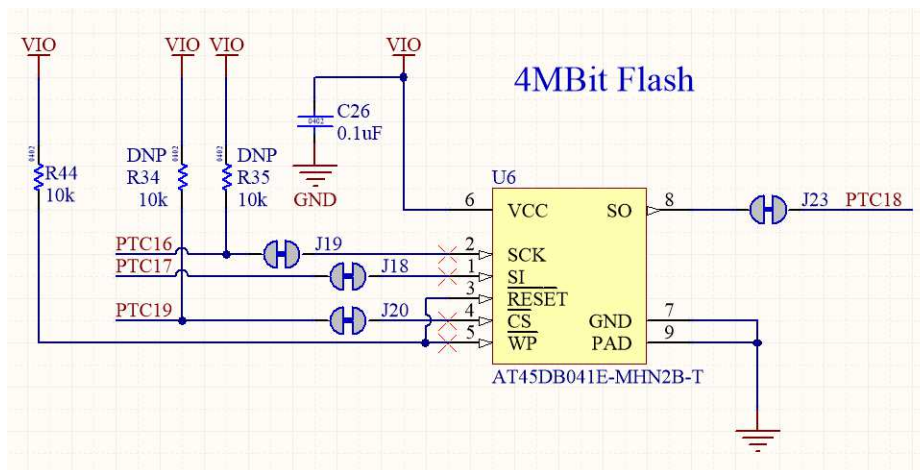 VIO VIO VIO VIO
4MBit Flash
0402 0402 0402 0402 C26
0.1uF
GND
R44
10k
DNP
R34
10k
DNP
R35
10k
U6
6 VCC SO 8 J23 PTC18
PTC16 J19 2 SCK
PTC17 J18 1 SI
3 RESET
PTC19 J20 4 CS GND 7
5 WP PAD 9
AT45DB041E-MHN2B-T